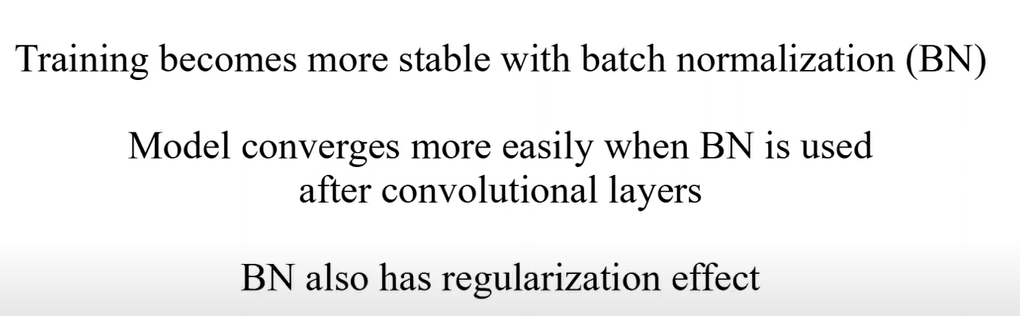 Training becomes more stable with batch normalization (BN)
Model converges more easily when BN is used
after convolutional layers
BN also has regularization effect